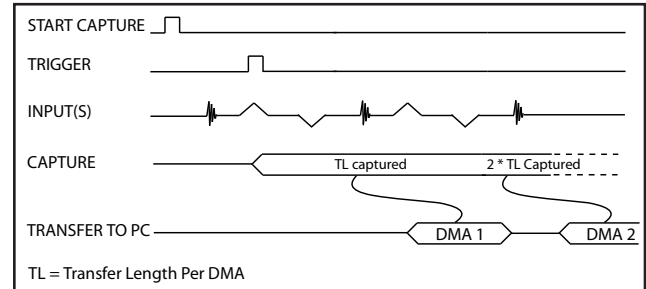 START CAPTURE
TRIGGER
INPUT(S)
CAPTURE
TL captured
2 * TL Captured
TRANSFER TO PC
DMA 1
DMA 2
TL = Transfer Length Per DMA